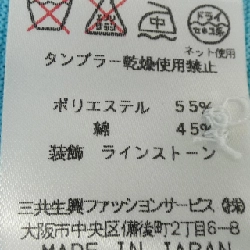 中
ドライ
セキユ系
ネット使用
タンブラー乾燥使用禁止
ポリエステル 55%
綿 45%
装飾 ラインストーン
三共生興ファッションサービス(株)
大阪市中央区備後町2丁目6-8
MADE IN JAPAN